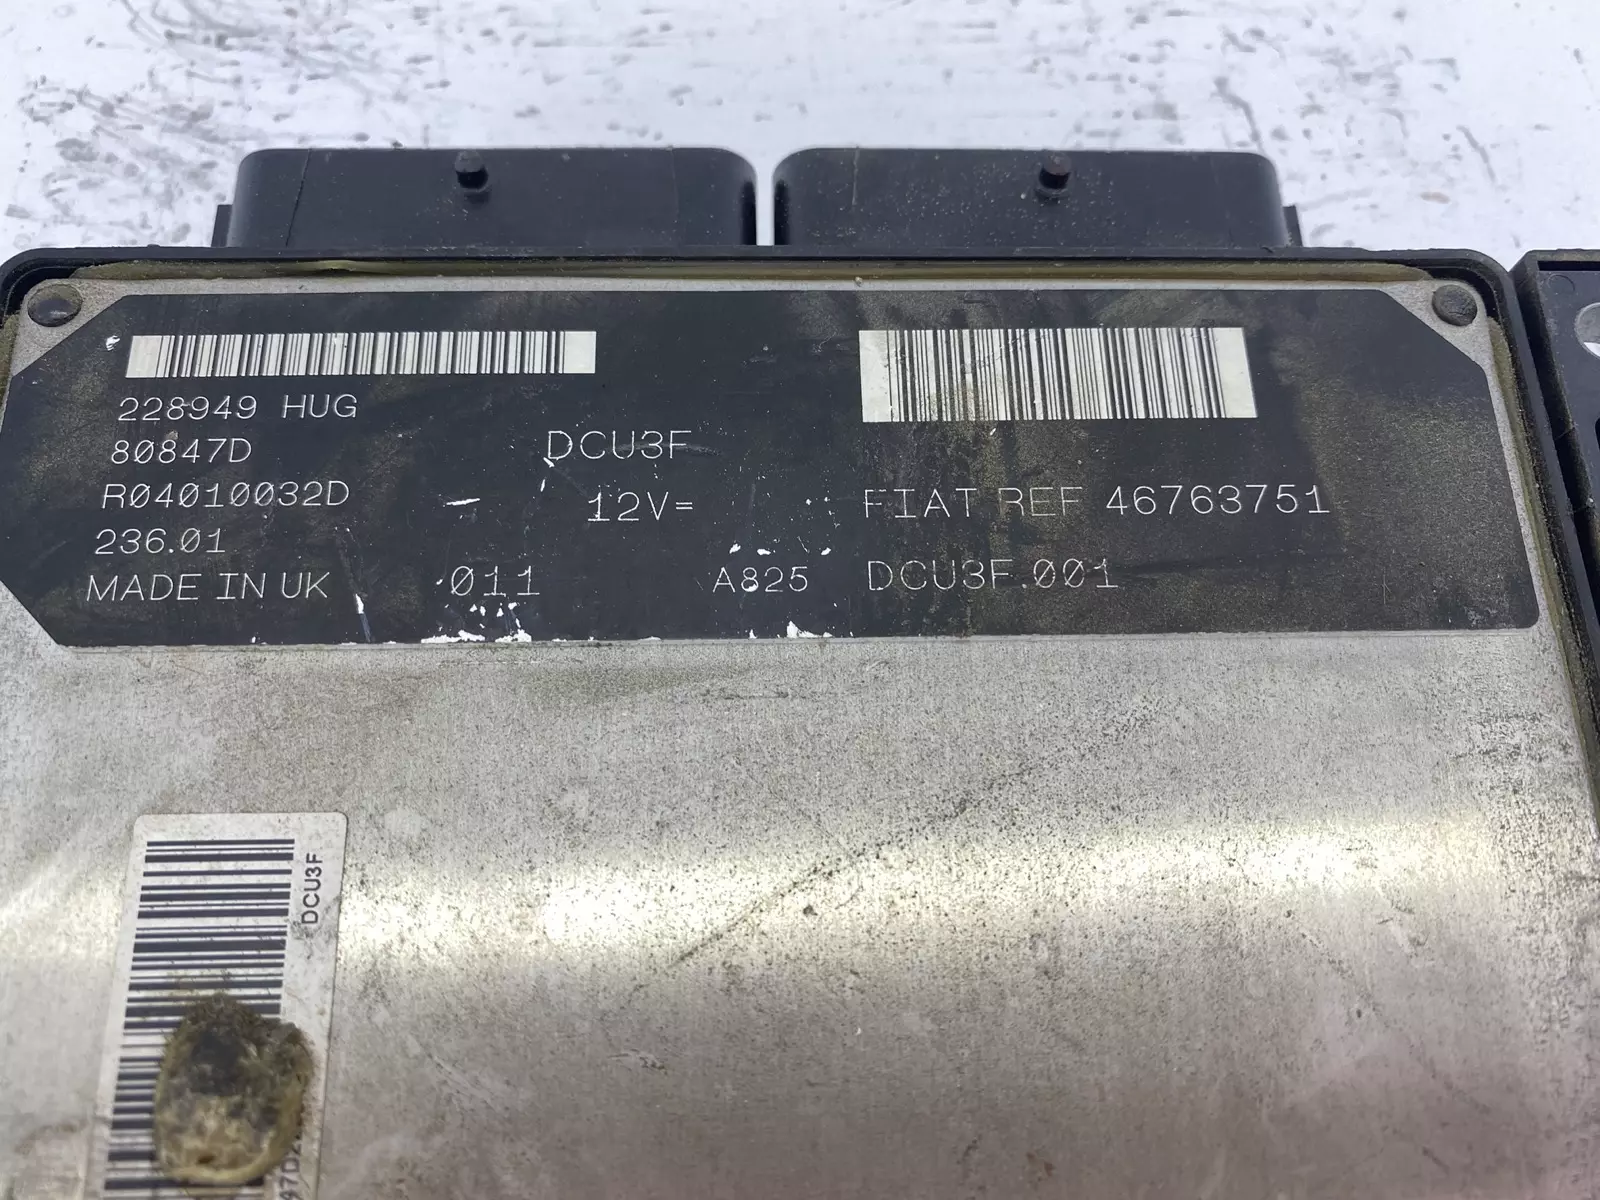 228949 HUG
80847D
R04010032D
236.01
MADE IN UK
011
DCU3F
12V=
A825
FIAT REF 46763751
DCU3F.001
DCU3F